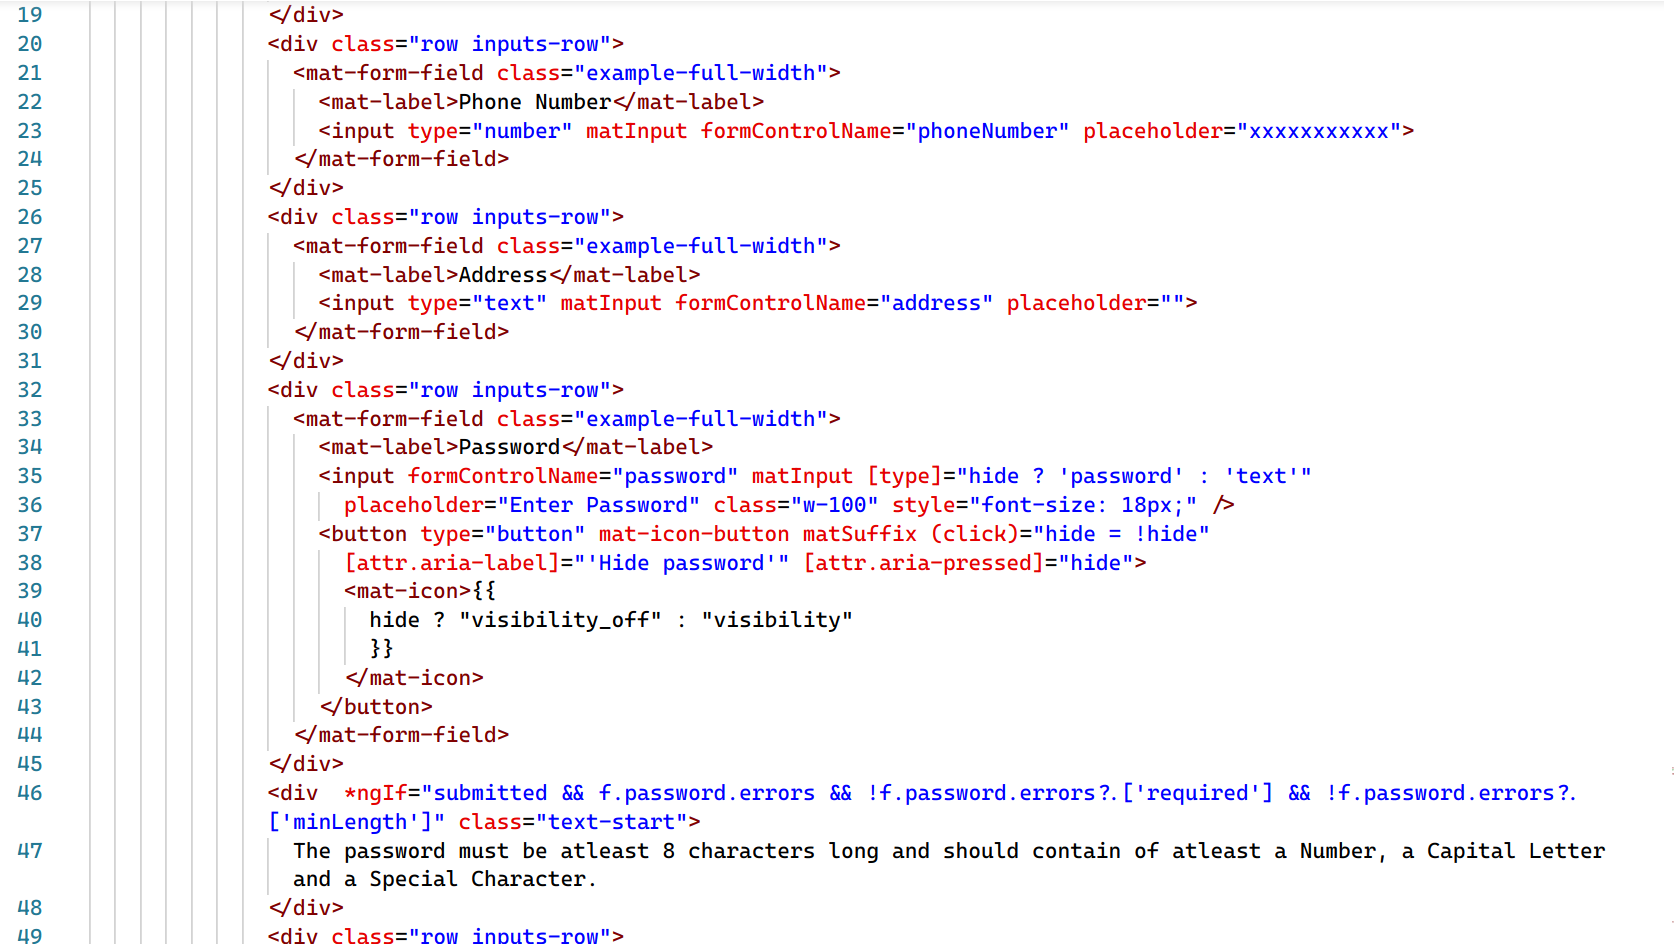 19 </div>
20 <div class="row inputs-row">
21 <mat-form-field class="example-full-width">
22 <mat-label>Phone Number</mat-label>
23 <input type="number" matInput formControlName="phoneNumber" placeholder="xxxxxxxxxxx">
24 </mat-form-field>
25 </div>
26 <div class="row inputs-row">
27 <mat-form-field class="example-full-width">
28 <mat-label>Address</mat-label>
29 <input type="text" matInput formControlName="address" placeholder="">
30 </mat-form-field>
31 </div>
32 <div class="row inputs-row">
33 <mat-form-field class="example-full-width">
34 <mat-label>Password</mat-label>
35 <input formControlName="password" matInput [type]="hide ? 'password' : 'text'"
36 placeholder="Enter Password" class="w-100" style="font-size: 18px;" />
37 <button type="button" mat-icon-button matSuffix (click)="hide = !hide"
38 [attr.aria-label]="'Hide password'" [attr.aria-pressed]="hide">
39 <mat-icon>{{
40 hide ? "visibility_off" : "visibility"
41 }}
42 </mat-icon>
43 </button>
44 </mat-form-field>
45 </div>
46 <div  *ngIf="submitted && f.password.errors && !f.password.errors?.['required'] && !f.password.errors?.
['minLength']" class="text-start">
47 The password must be atleast 8 characters long and should contain of atleast a Number, a Capital Letter
and a Special Character.
48 </div>
49 <div class="row inputs-row">